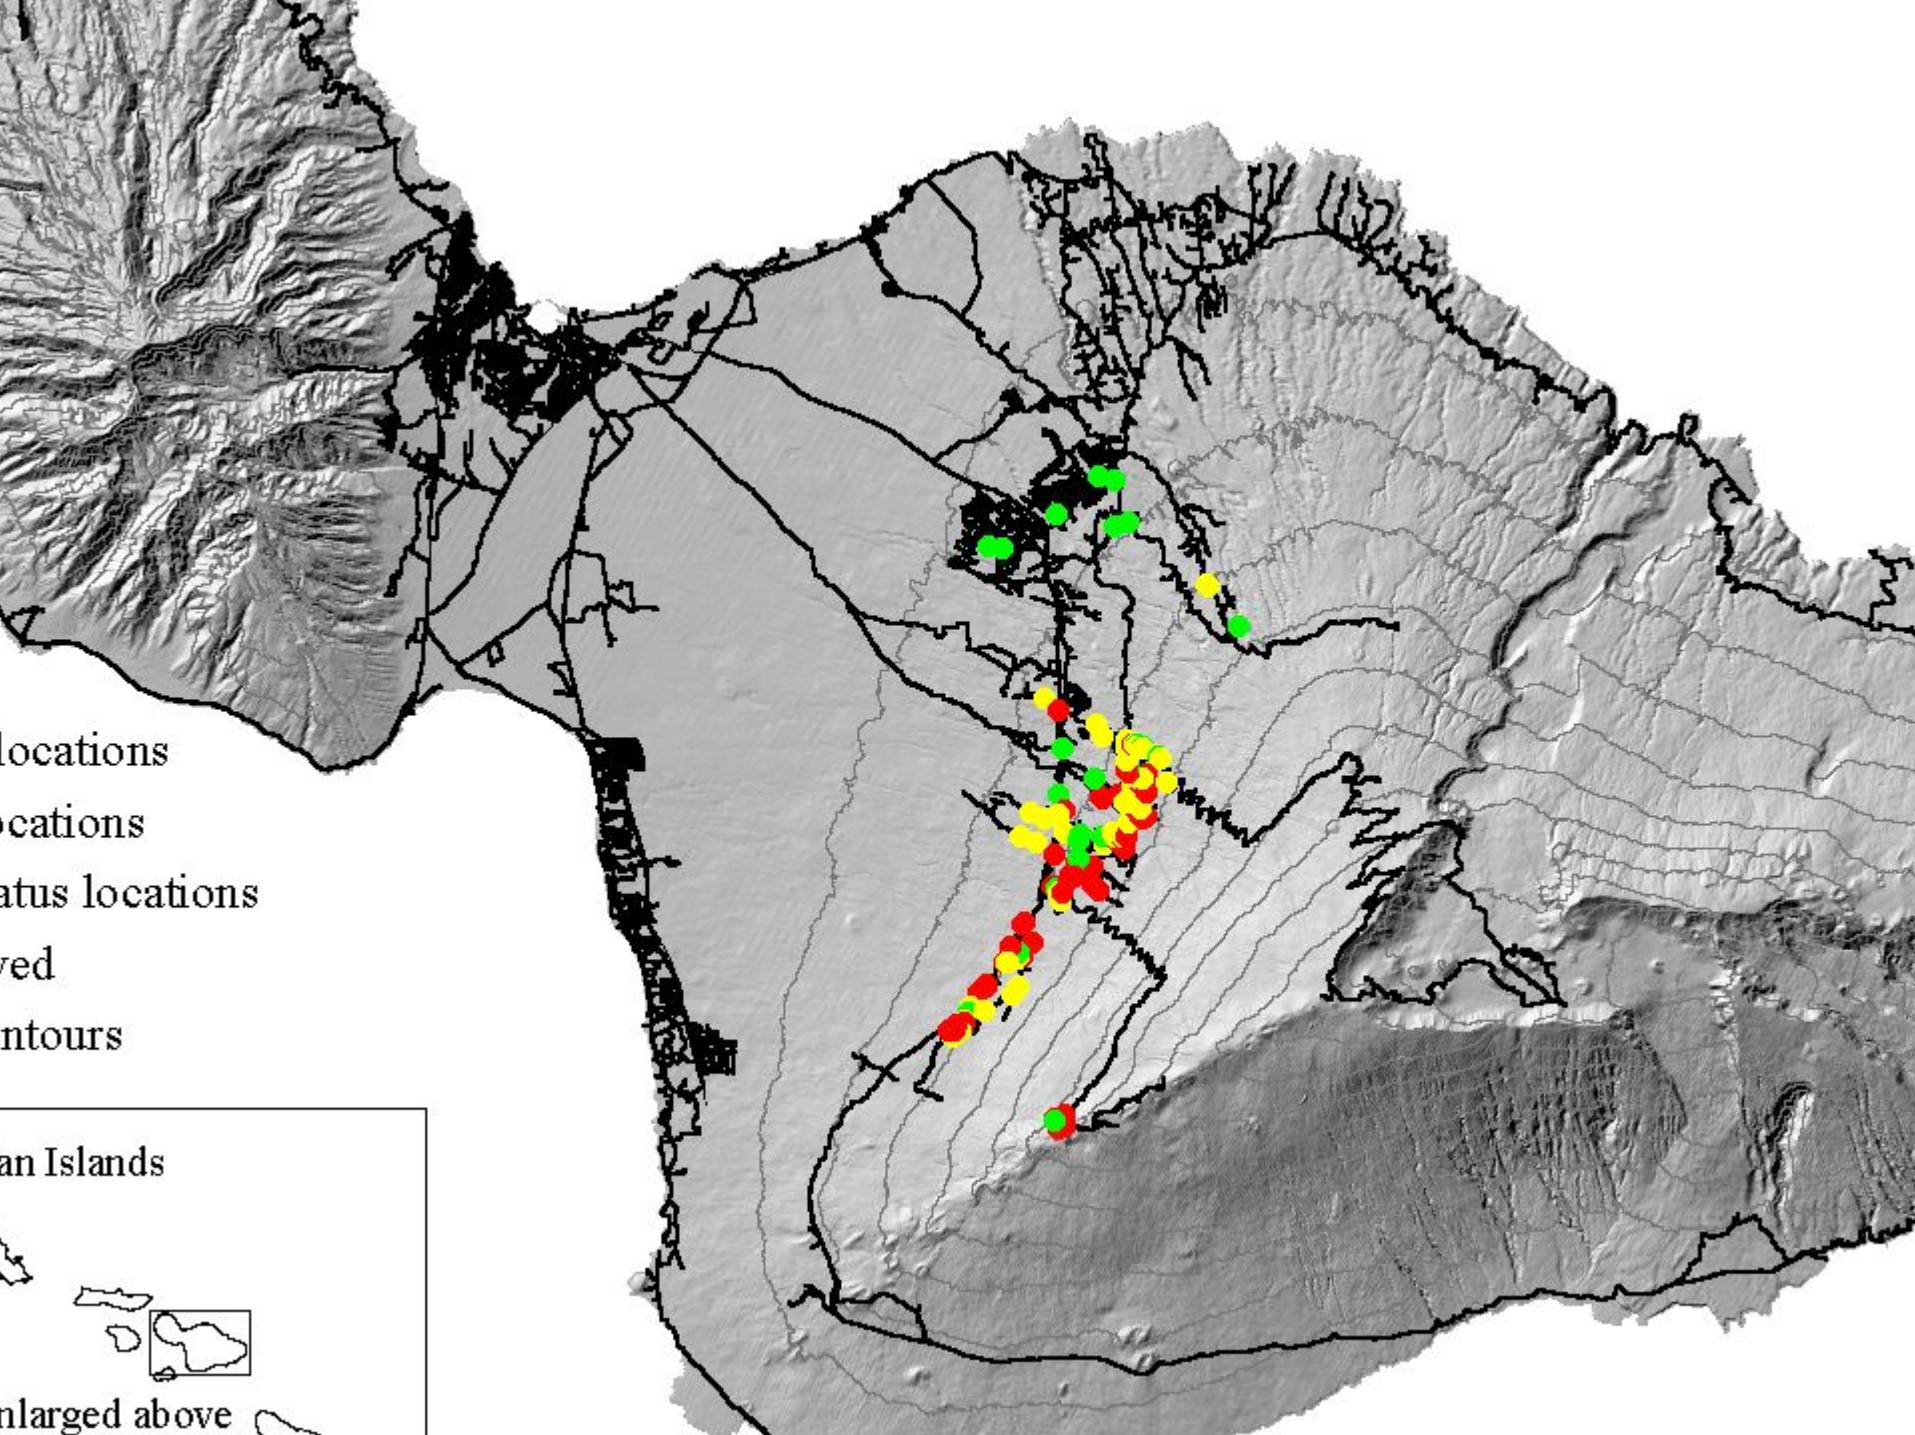 locations
ocations
atus locations
ved
ntours
an Islands
nlarged above